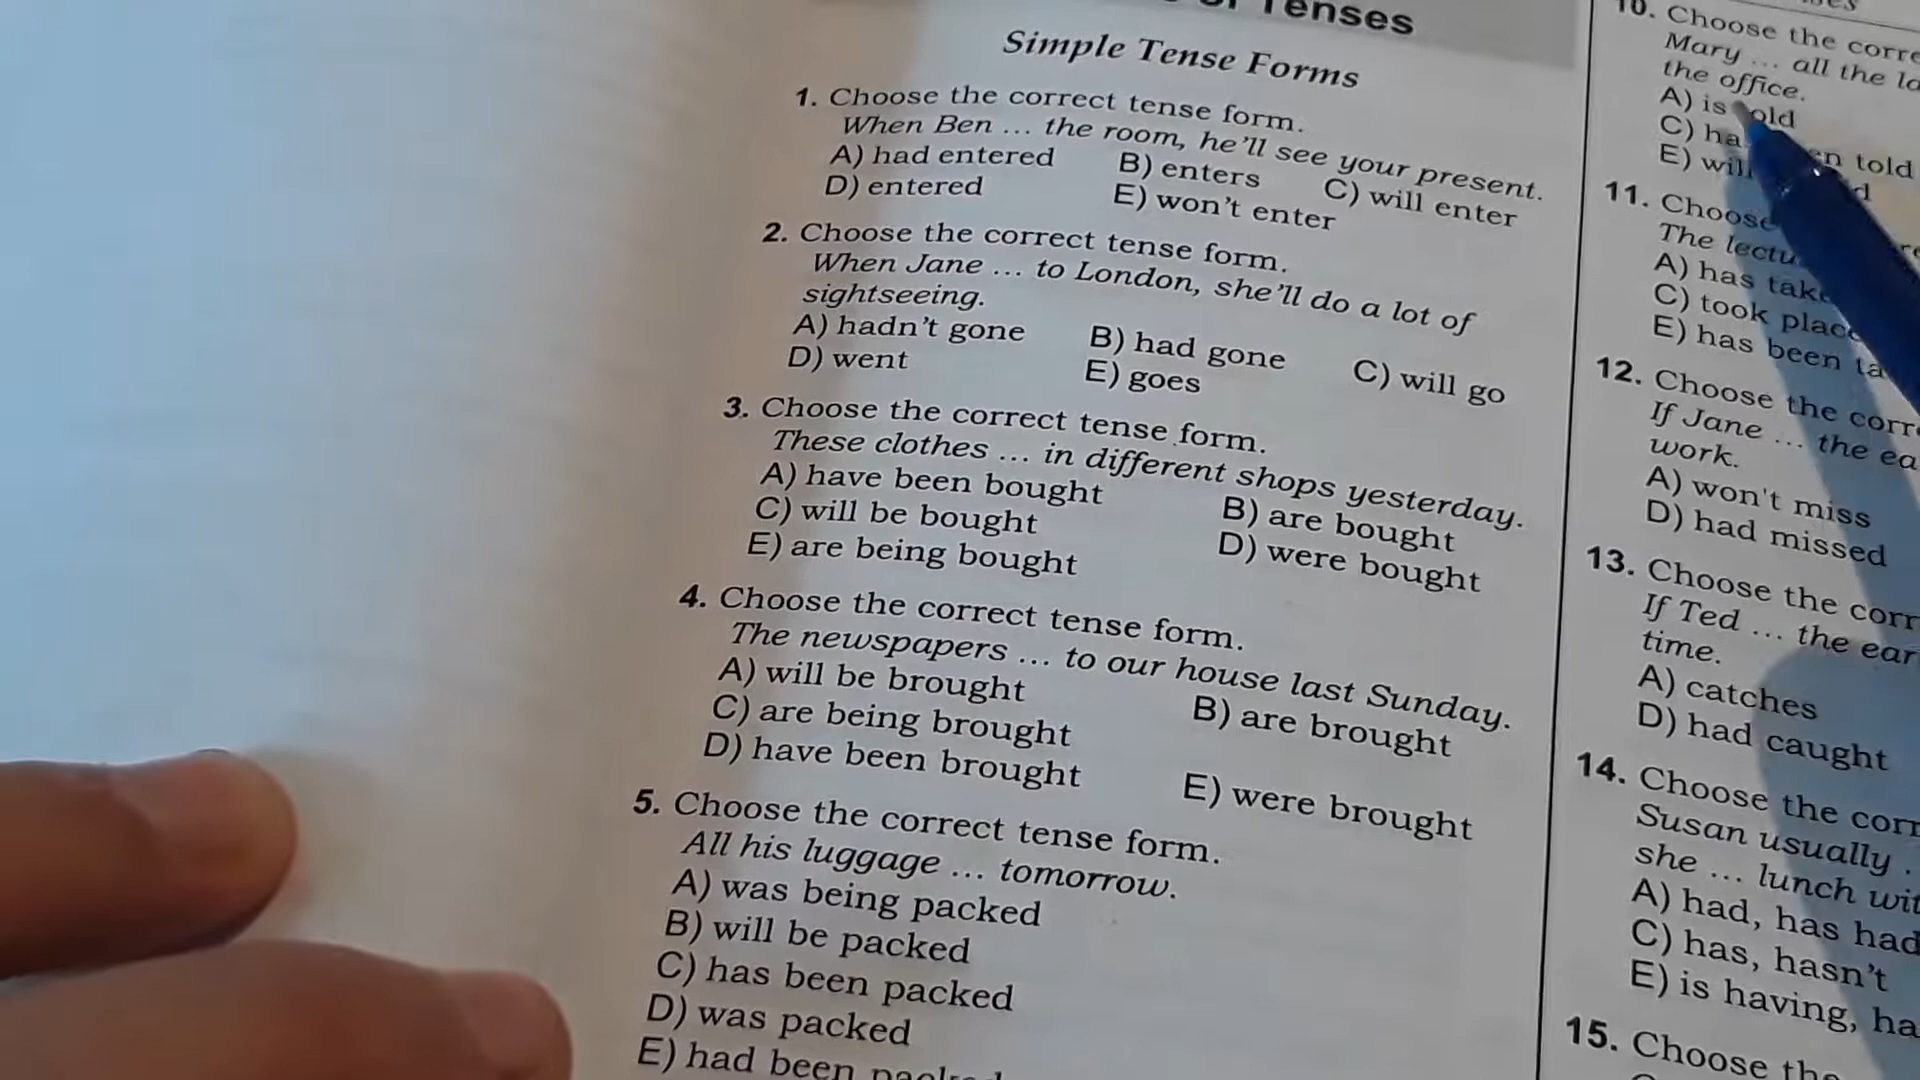 Tenses
Simple Tense Forms
1. Choose the correct tense form.
When Ben ... the room, he'll see your present.
A) had entered B) enters C) will enter
D) entered E) won't enter
2. Choose the correct tense form.
When Jane ... to London, she'll do a lot of
sightseeing.
A) hadn't gone B) had gone C) will go
D) went E) goes
3. Choose the correct tense form.
These clothes ... in different shops yesterday.
A) have been bought B) are bought
C) will be bought D) were bought
E) are being bought
4. Choose the correct tense form.
The newspapers ... to our house last Sunday.
A) will be brought B) are brought
C) are being brought
D) have been brought E) were brought
5. Choose the correct tense form.
All his luggage ... tomorrow.
A) was being packed
B) will be packed
C) has been packed
D) was packed
E) had been packed
10. Choose the
Mary ... all the
the office.
A) is
C) told
E)
11. Choose
The
A) has
C) took
E) has been
12. Choose the
If Jane ... the
work.
A) won't miss
D) had missed
13. Choose the
If Ted ... the
time.
A) catches
D) had caught
14. Choose the
Susan usually
she ... lunch
A) had, has had
C) has, hasn't
E) is having,
15. Choose the